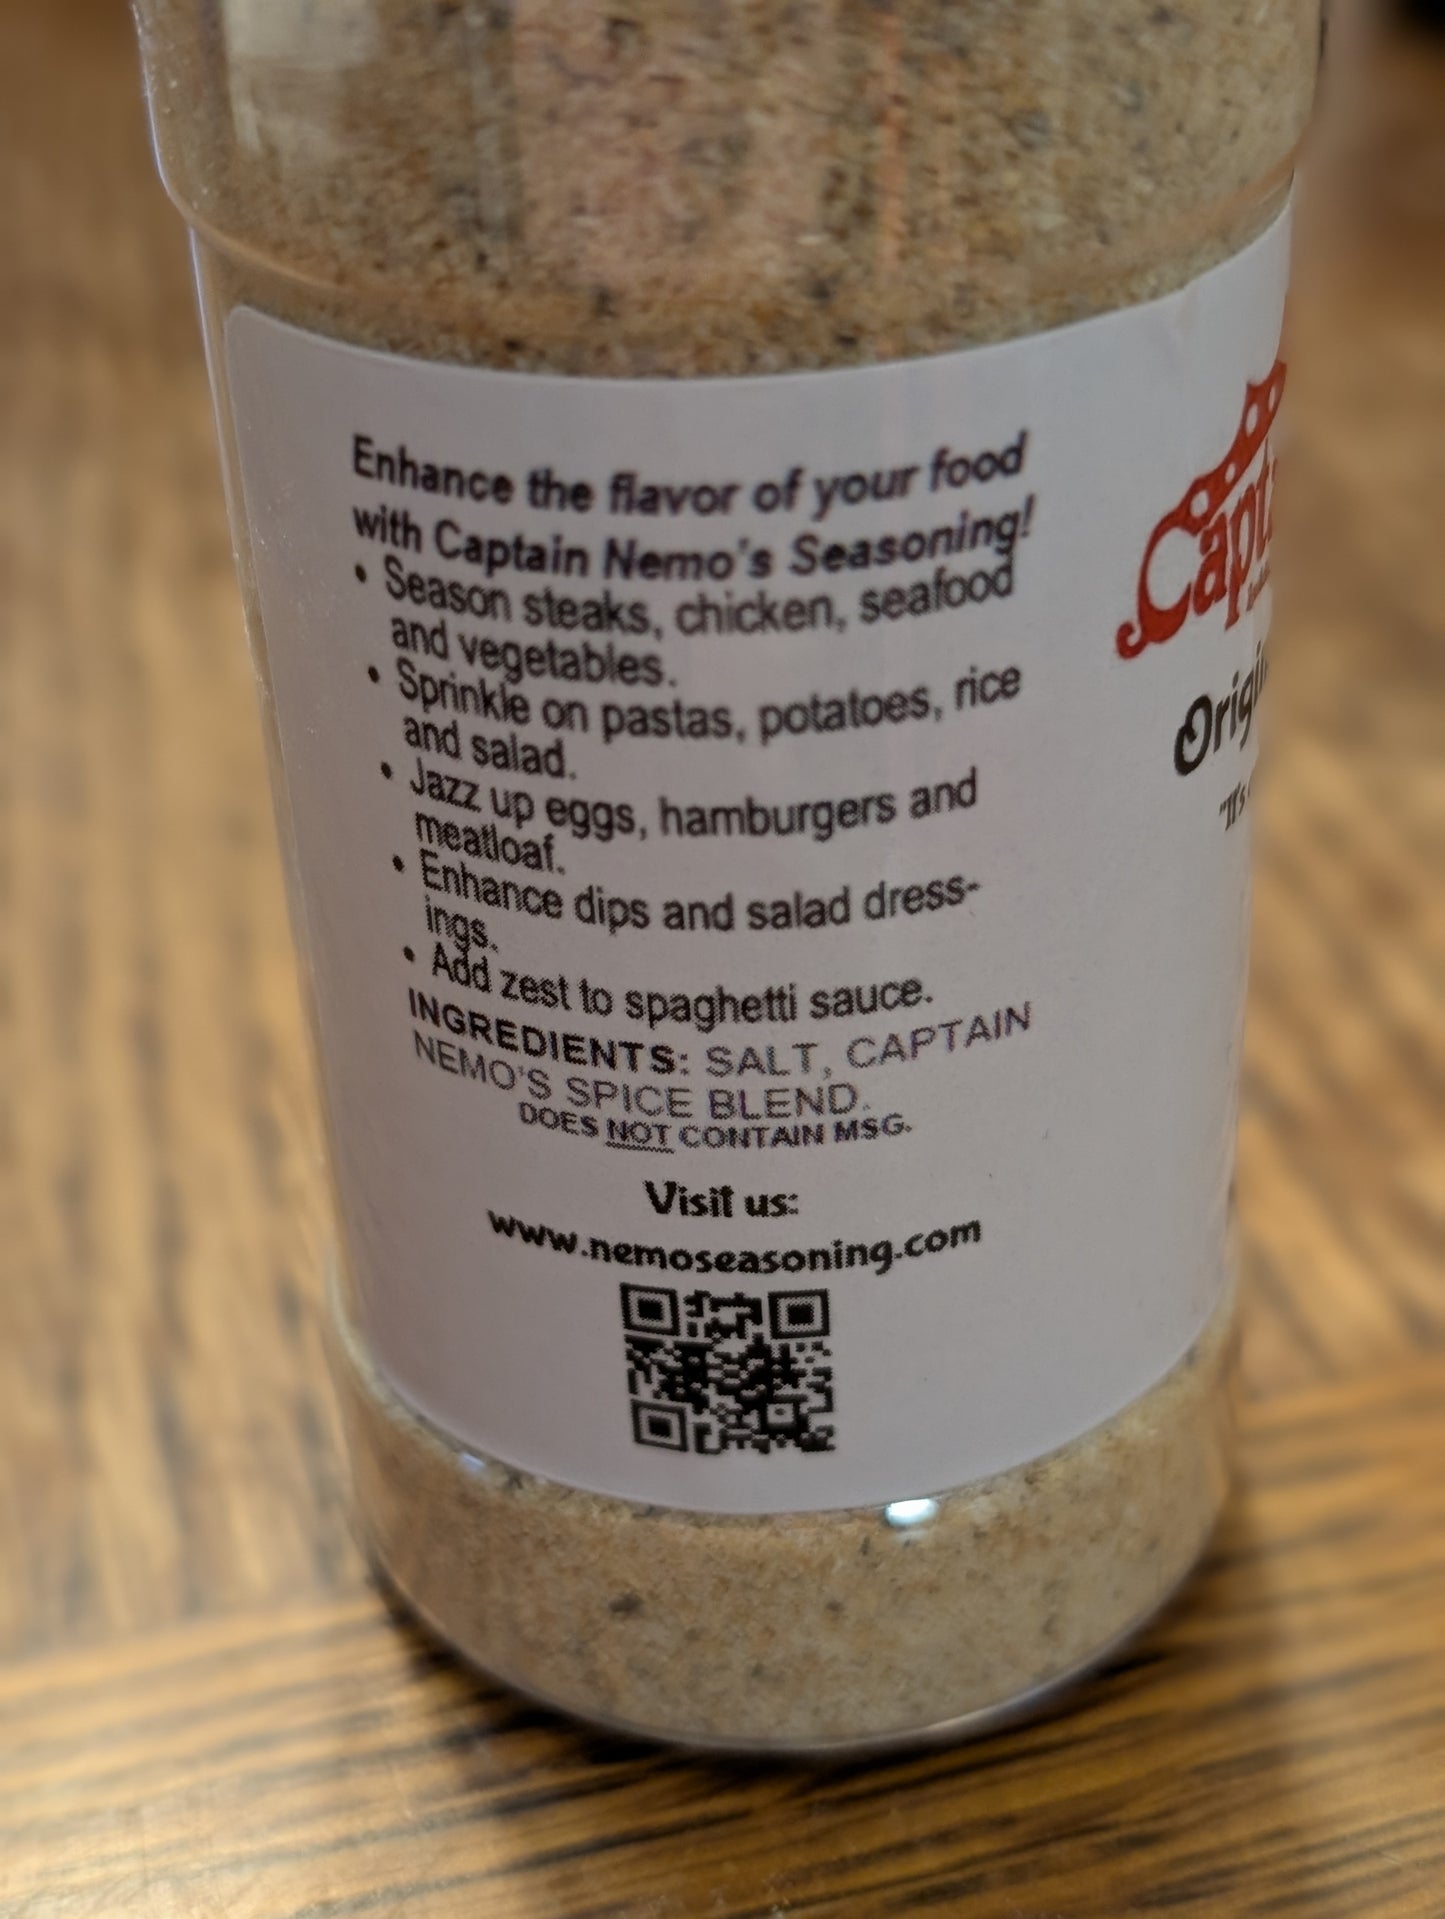 Enhance the flavor of your food
with Captain Nemo's Seasoning!
• Season steaks, chicken, seafood
and vegetables.
• Sprinkle on pastas, potatoes, rice
and salad.
• Jazz up eggs, hamburgers and
meatloaf.
• Enhance dips and salad dress-
ings.
• Add zest to spaghetti sauce.
INGREDIENTS: SALT, CAPTAIN
NEMO'S SPICE BLEND.
DOES NOT CONTAIN MSG.
Visit us:
www.nemoseasoning.com
"It's